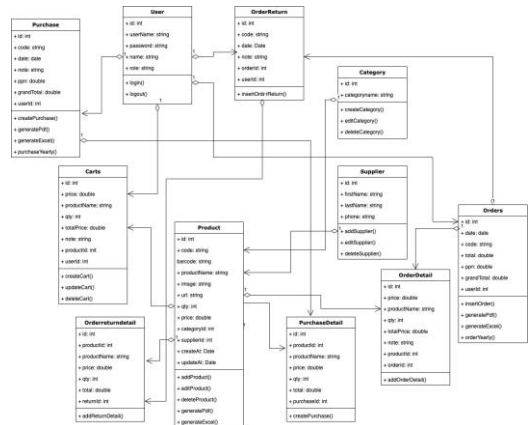 Purchase
+ id: int
+ code: string
+ date: date
+ note: string
+ ppn: double
+ grandTotal: double
+ userId: int
+ createPurchase()
+ generatePdf()
+ generateExcel()
+ purchaseYearly()
User
+ id: int
+ userName: string
+ password: string
+ name: string
+ role: string
+ login()
+ logout()
OrderReturn
+ id: int
+ code: string
+ date: Date
+ note: string
+ orderId: int
+ userId: int
+ insertOrdrtReturn()
Category
+ id: int
+ categoryname: string
+ createCategory()
+ editCategory()
+ deleteCategory()
Carts
+ id: int
+ price: double
+ productName: string
+ qty: int
+ totalPrice: double
+ note: string
+ productId: int
+ userId: int
+ createCart()
+ updateCart()
+ deleteCart()
Supplier
+ id: int
+ firstName: string
+ lastName: string
+ phone: string
+ addSupplier()
+ editSupplier()
+ deleteSupplier()
Orders
+ id: int
+ date: date
+ code: string
+ total: double
+ ppn: double
+ grandTotal: double
+ userId: int
+ insertOrder()
+ generatePdf()
+ generateExcel()
+ orderYearly()
Product
+ id: int
+ code: string
barcode: string
+ productName: string
+ image: string
+ url: string
+ qty: int
+ price: double
+ categoryId: int
+ supplierId: int
+ createAt: Date
+ updateAt: Date
+ addProduct()
+ editProduct()
+ deleteProduct()
+ generatePdf()
+ generateExcel()
OrderDetail
+ id: int
+ price: double
+ productName: string
+ qty: int
+ totalPrice: double
+ note: string
+ productId: int
+ orderId: int
+ addOrderDetail()
Orderreturndetail
+ id: int
+ productId: int
+ productName: string
+ price: double
+ qty: int
+ total: double
+ returnId: int
+ addReturnDetail()
PurchaseDetail
+ id: int
+ productId: int
+ productName: string
+ price: double
+ qty: int
+ total: double
+ purchaseId: int
+ createPurchase()